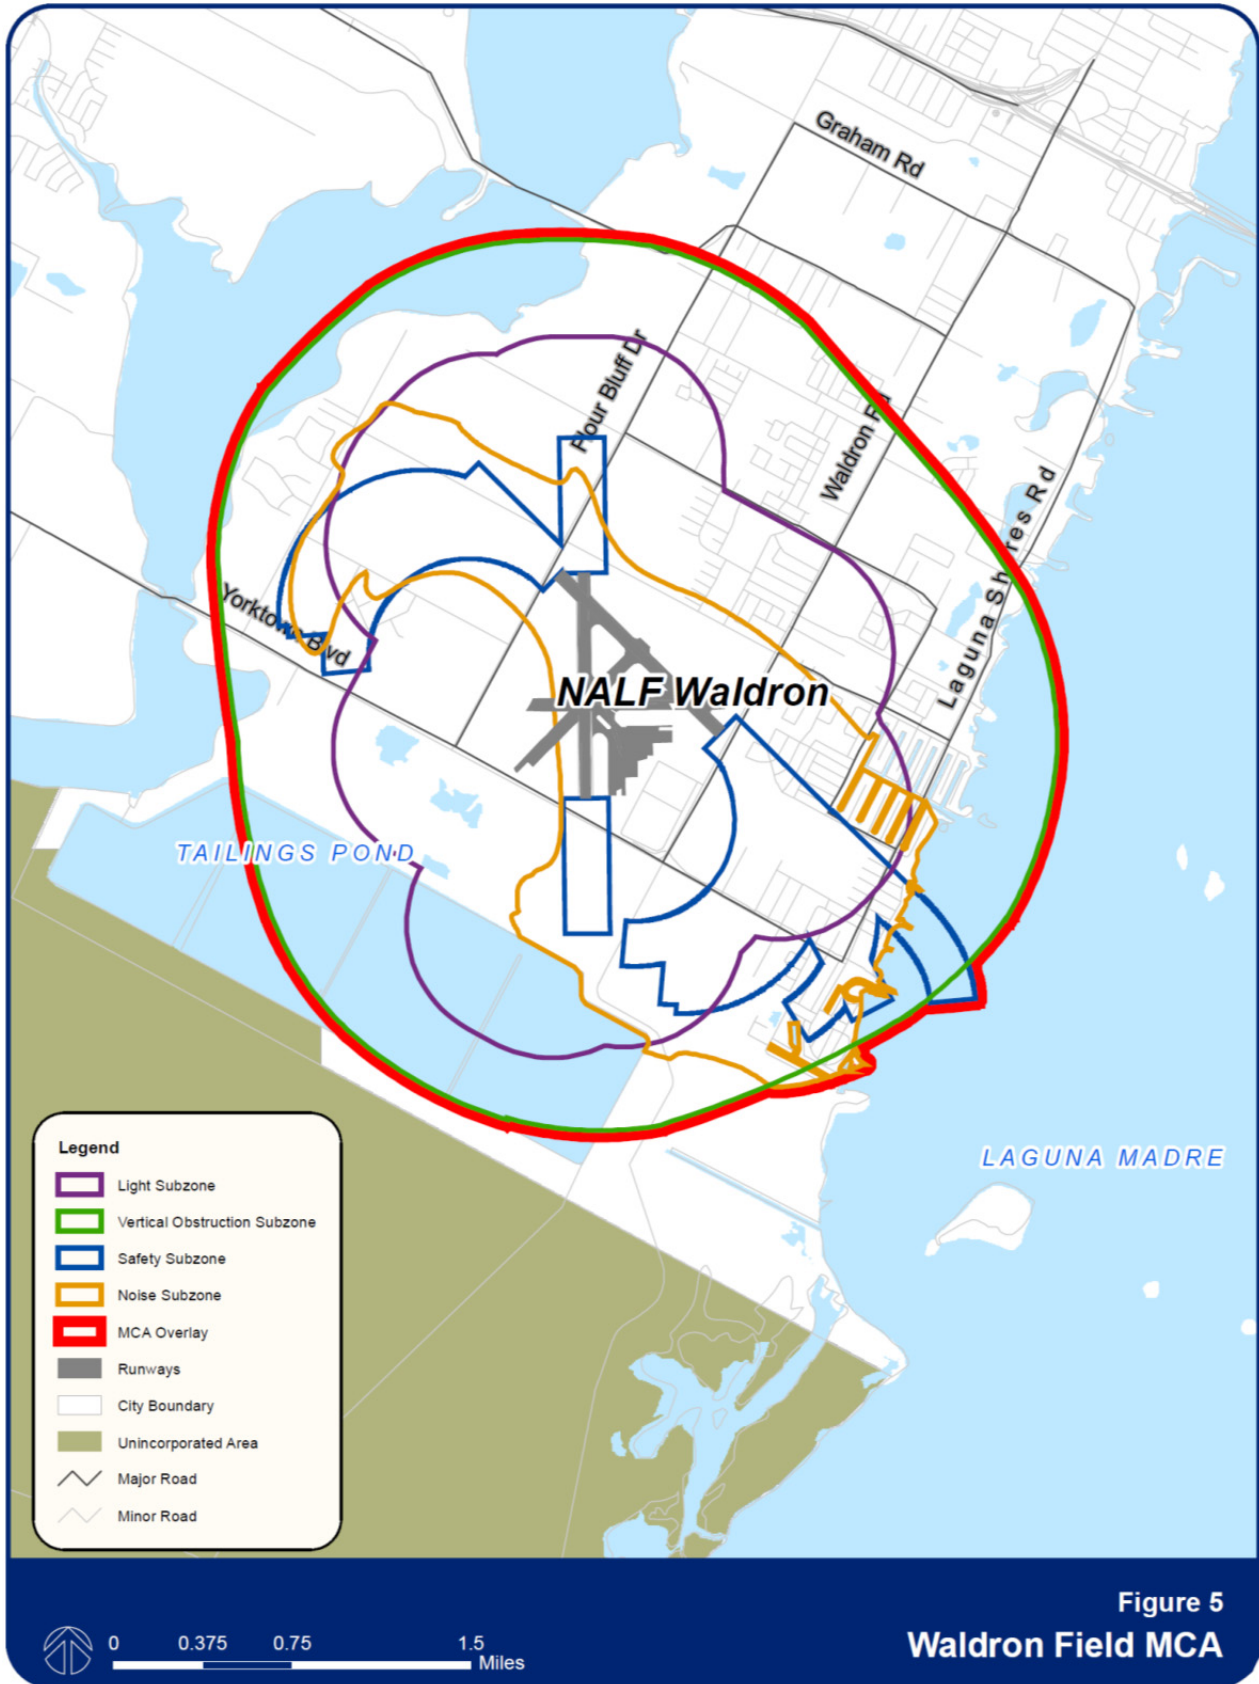 Graham Rd
Flour Bluff Dr
Waldron Rd
Laguna Shores Rd
Yorktown Blvd
NALF Waldron
TAILINGS POND
LAGUNA MADRE
Legend
Light Subzone
Vertical Obstruction Subzone
Safety Subzone
Noise Subzone
MCA Overlay
Runways
City Boundary
Unincorporated Area
Major Road
Minor Road
Figure 5
Waldron Field MCA
0 0.375 0.75 1.5
Miles